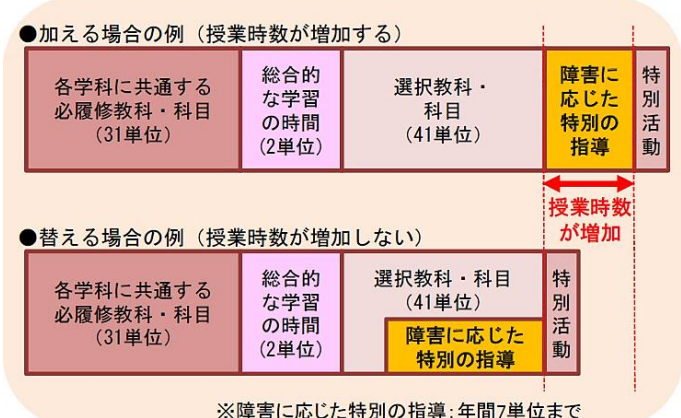 ●加える場合の例（授業時数が増加する）
各学科に共通する
必履修教科・科目
（31単位）
総合的
な学習
の時間
（2単位）
選択教科・
科目
（41単位）
障害に
応じた
特別の
指導
特別活動
授業時数
が増加
●替える場合の例（授業時数が増加しない）
各学科に共通する
必履修教科・科目
（31単位）
総合的
な学習
の時間
（2単位）
選択教科・科目
（41単位）
障害に応じた
特別の指導
特別活動
※障害に応じた特別の指導：年間7単位まで